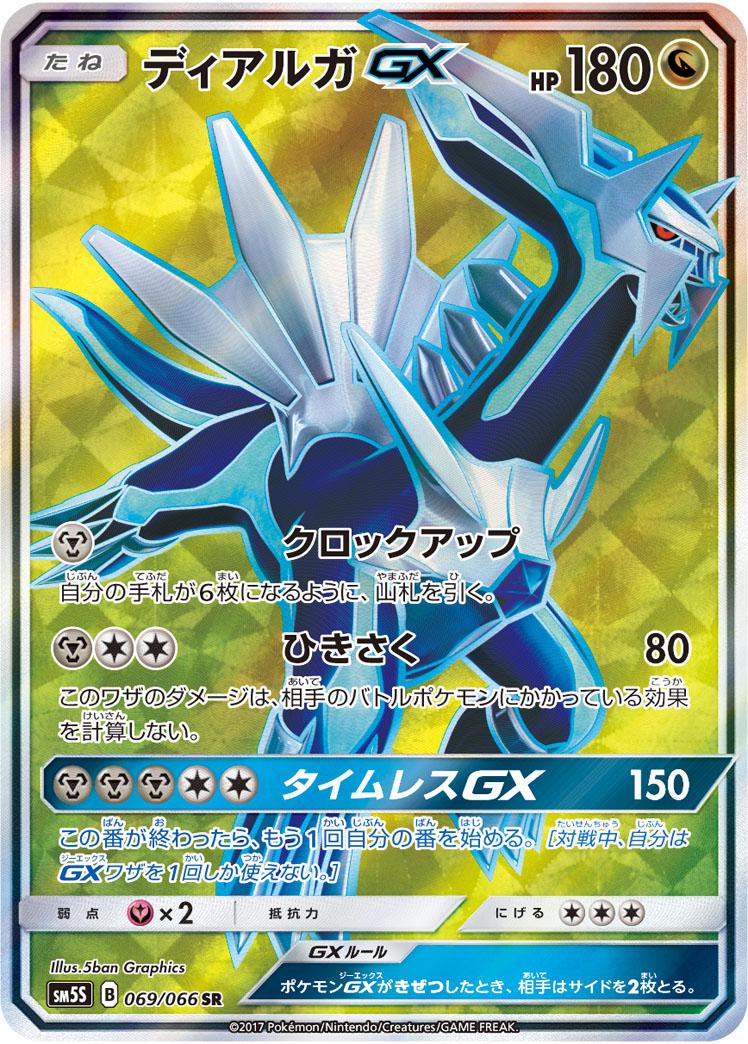 たね ディアルガGX HP180
クロックアップ
自分の手札が6枚になるように、山札を引く。
ひきさく 80
このワザのダメージは、相手のバトルポケモンにかかっている効果
を計算しない。
タイムレスGX 150
この番が終わったら、もう1回自分の番を始める。[対戦中、自分は
GXワザを1回しか使えない。]
弱点 ×2 抵抗力 にげる
GXルール
ポケモンGXがきぜつしたとき、相手はサイドを2枚とる。
Illus.5ban Graphics
SM5S B 069/066 SR
©2017 Pokémon/Nintendo/Creatures/GAME FREAK.